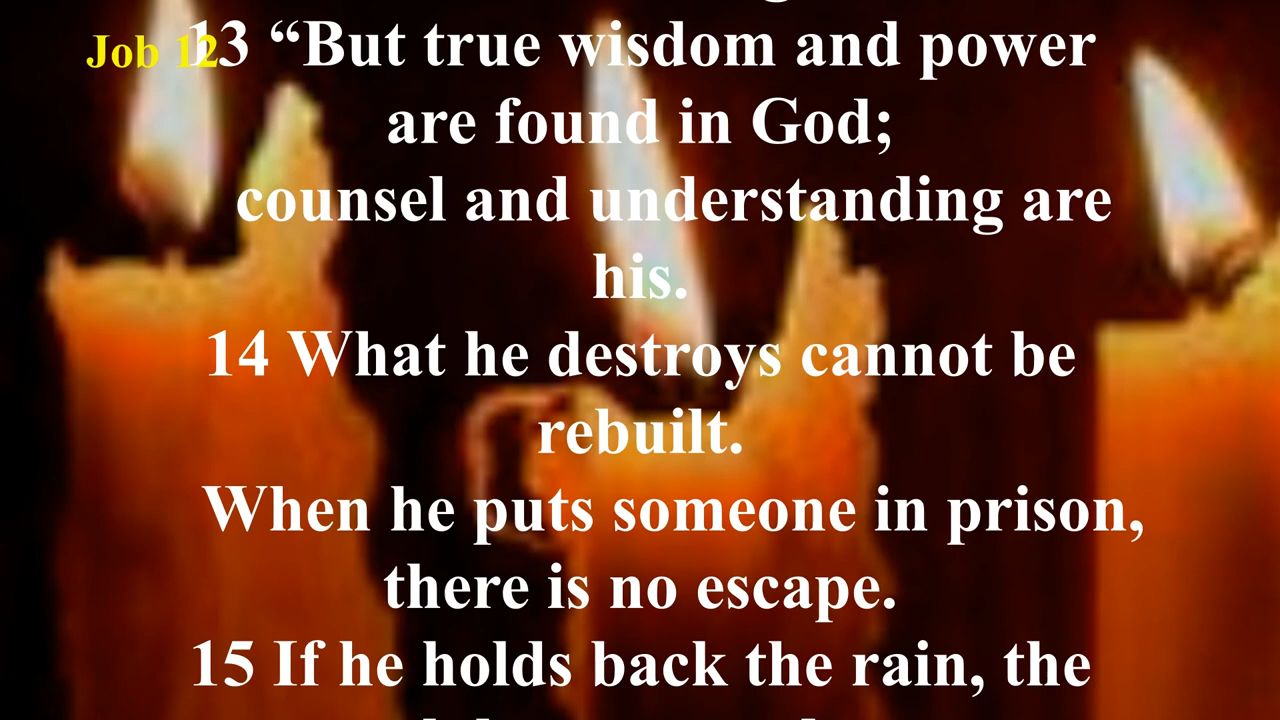 Job 12
13 “But true wisdom and power
are found in God;
counsel and understanding are
his.
14 What he destroys cannot be
rebuilt.
When he puts someone in prison,
there is no escape.
15 If he holds back the rain, the